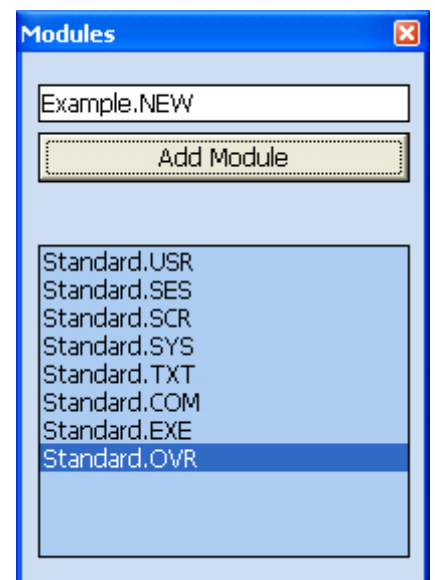 Modules
Example.NEW
Add Module
Standard.USR
Standard.SES
Standard.SCR
Standard.SYS
Standard.TXT
Standard.COM
Standard.EXE
Standard.OVR